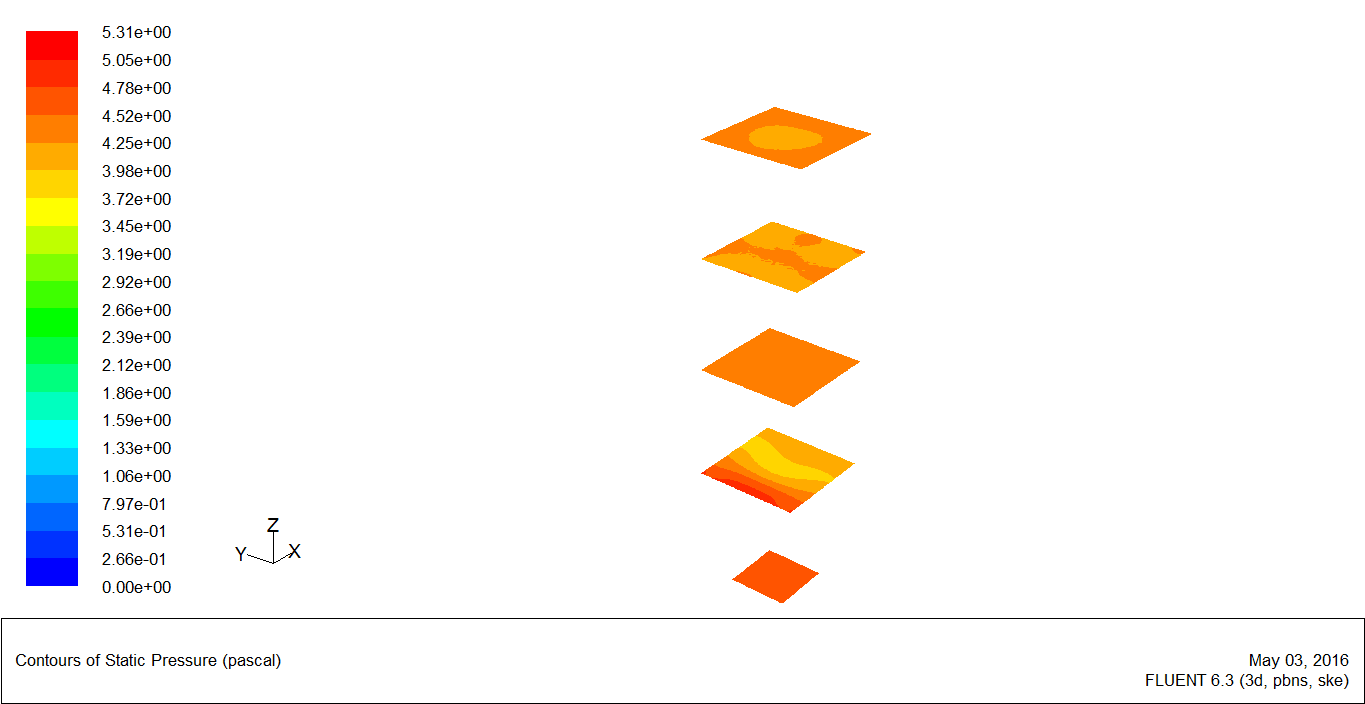 5.31e+00
5.05e+00
4.78e+00
4.52e+00
4.25e+00
3.98e+00
3.72e+00
3.45e+00
3.19e+00
2.92e+00
2.66e+00
2.39e+00
2.12e+00
1.86e+00
1.59e+00
1.33e+00
1.06e+00
7.97e-01
5.31e-01
2.66e-01
0.00e+00
Z
Y
X
Contours of Static Pressure (pascal)
May 03, 2016
FLUENT 6.3 (3d, pbns, ske)